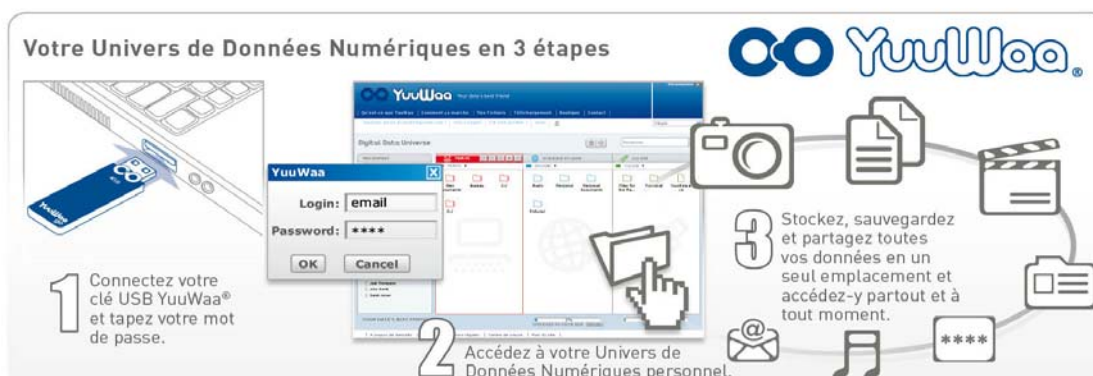 Votre Univers de Données Numériques en 3 étapes
YuuWaa®
YuuWaa
Digital Data Universe
YuuWaa X
Login: email
Password: ****
OK Cancel
1
Connectez votre
clé USB YuuWaa®
et tapez votre mot
de passe.
2
Accédez à votre Univers de
Données Numériques personnel.
3
Stockez, sauvegardez
et partagez toutes
vos données en un
seul emplacement et
accédez-y partout et à
tout moment.
@
****